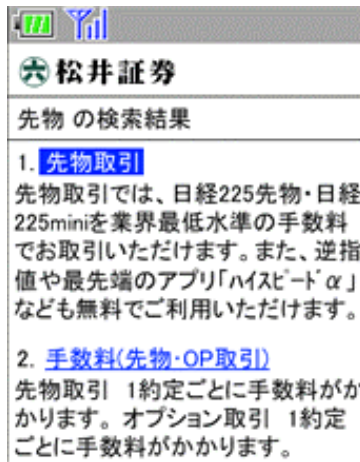 松井証券
先物 の検索結果
1. 先物取引
先物取引では、日経225先物・日経
225miniを業界最低水準の手数料
でお取引いただけます。また、逆指
値や最先端のアプリ「ﾊｲｽﾋﾟｰﾄﾞα」
なども無料でご利用いただけます。
2. 手数料(先物・OP取引)
先物取引 1約定ごとに手数料がか
かります。オプション取引 1約定
ごとに手数料がかかります。